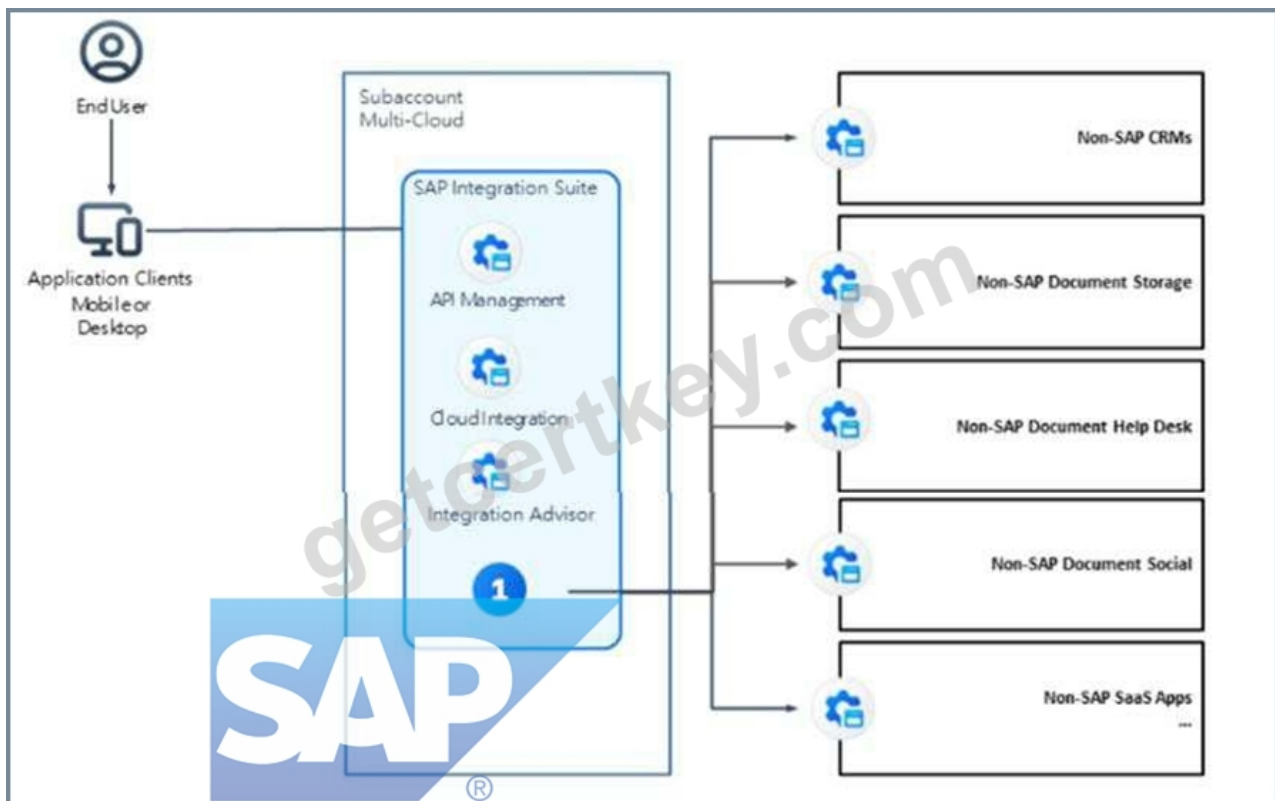 End User
Application Clients
Mobile or
Desktop
Subaccount
Multi-Cloud
SAP Integration Suite
API Management
Cloud Integration
Integration Advisor
1
Non-SAP CRMs
Non-SAP Document Storage
Non-SAP Document Help Desk
Non-SAP Document Social
Non-SAP SaaS Apps
...
getcertkey.com
SAP
®